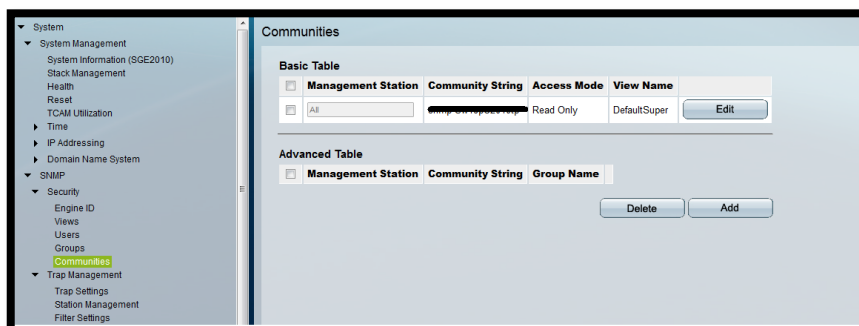 System
System Management
System Information (SGE2010)
Stack Management
Health
Reset
TCAM Utilization
Time
IP Addressing
Domain Name System
SNMP
Security
Engine ID
Views
Users
Groups
Communities
Trap Management
Trap Settings
Station Management
Filter Settings
Communities
Basic Table
Management Station Community String Access Mode View Name
All Read Only DefaultSuper Edit
Advanced Table
Management Station Community String Group Name
Delete Add